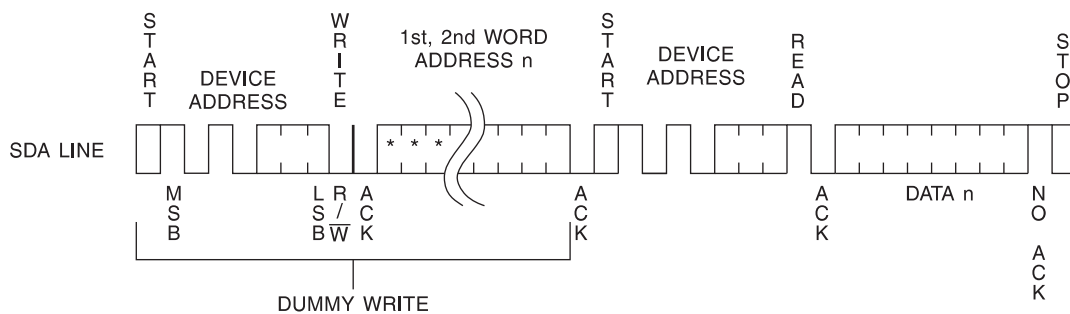 START
DEVICE
ADDRESS
WRITE
1st, 2nd WORD
ADDRESS n
START
DEVICE
ADDRESS
READ
STOP
SDA LINE
* * *
MSB
LSB
R/W
ACK
ACK
ACK
DATA n
NO ACK
DUMMY WRITE